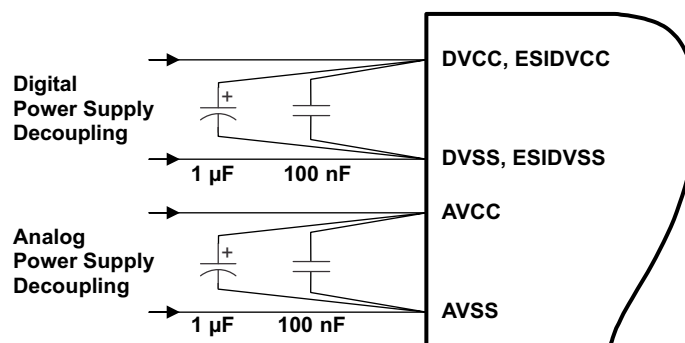 DVCC, ESIDVCC
Digital
Power Supply
Decoupling
+
DVSS, ESIDVSS
1 µF
100 nF
AVCC
Analog
Power Supply
Decoupling
+
AVSS
1 µF
100 nF